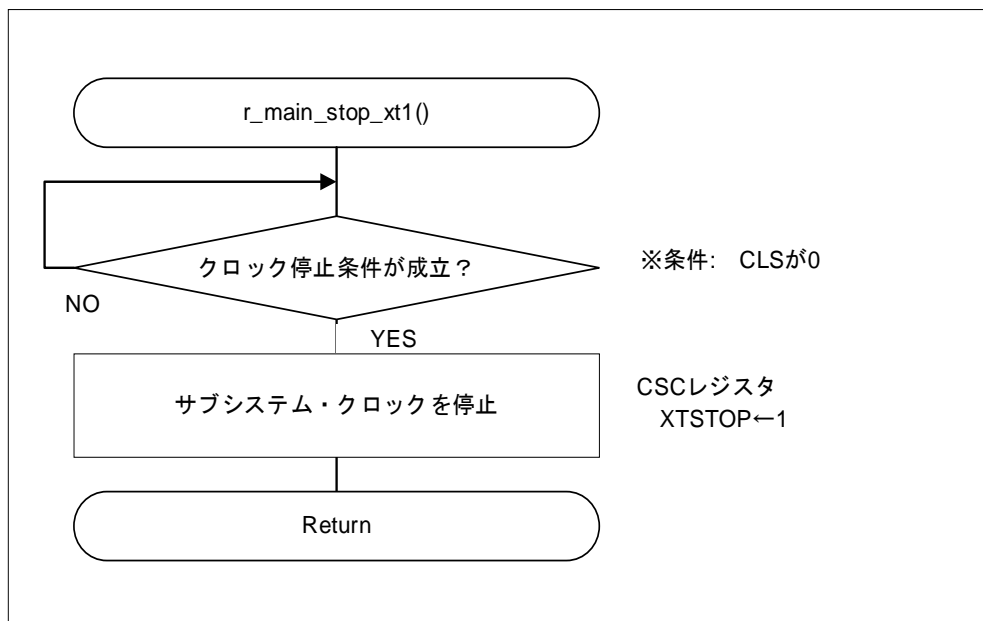 r_main_stop_xt1()
クロック停止条件が成立？
※条件:　CLSが0
NO
YES
サブシステム・クロックを停止
CSCレジスタ
XTSTOP←1
Return